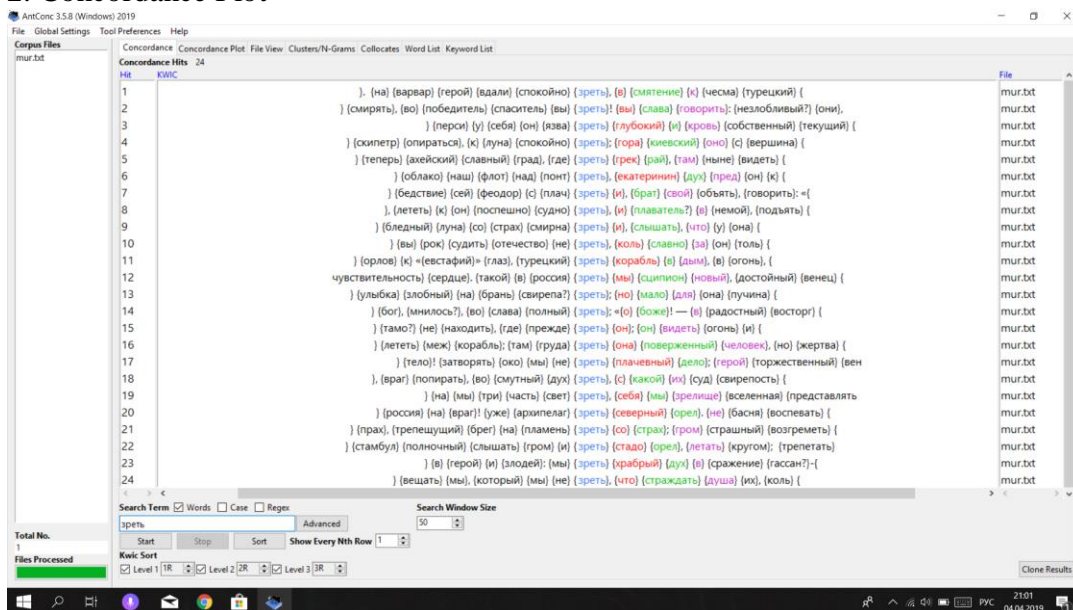 AntConc 3.5.8 (Windows) 2019
File Global Settings Tool Preferences Help
Corpus Files
mur.txt
Concordance Concordance Plot File View Clusters/N-Grams Collocates Word List Keyword List
Concordance Hits 24
Hit KWIC File
1 }. {на} {варвар} {герой} {вдали} {спокойно} {зреть}, {в} {смятение} {к} {чесма} {турецкий} { mur.txt
2 } {смирять}, {во} {победитель} {спаситель} {вы} {зреть}! {вы} {слава} {говорить}: {незлобливый?} {они}, mur.txt
3 } {перси} {у} {себя} {он} {язва} {зреть} {глубокий} {и} {кровь} {собственный} {текущий} { mur.txt
4 } {скипетр} {опираться}, {к} {луна} {спокойно} {зреть}; {гора} {киевский} {оно} {с} {вершина} { mur.txt
5 } {теперь} {ахейский} {славный} {град}, {где} {зреть} {грек} {рай}, {там} {ныне} {видеть} { mur.txt
6 } {облако} {наш} {флот} {над} {понт} {зреть}, {екатеринин} {дух} {пред} {он} {к} { mur.txt
7 } {бедствие} {сей} {феодор} {с} {плач} {зреть} {и}, {брат} {свой} {объять}, {говорить}: «{ mur.txt
8 }, {лететь} {к} {он} {поспешно} {судно} {зреть}, {и} {плаватель?} {в} {немой}, {подъять} { mur.txt
9 } {бледный} {луна} {со} {страх} {смирна} {зреть} {и}, {слышать}, {что} {у} {она} { mur.txt
10 } {вы} {рок} {судить} {отечество} {не} {зреть}, {коль} {славно} {за} {он} {толь} { mur.txt
11 } {орлов} {к} «{евстафий}» {глаз}, {турецкий} {зреть} {корабль} {в} {дым}, {в} {огонь}, { mur.txt
12 чувствительность} {сердце}, {такой} {в} {россия} {зреть} {мы} {сципион} {новый}, {достойный} {венец} { mur.txt
13 } {улыбка} {злобный} {на} {брань} {свирепа?} {зреть}; {но} {мало} {для} {она} {пучина} { mur.txt
14 } {бог}, {мнилось?}, {во} {слава} {полный} {зреть}; «{о} {боже}! — {в} {радостный} {восторг} { mur.txt
15 } {тамо?} {не} {находить}, {где} {прежде} {зреть} {он}; {он} {видеть} {огонь} {и} { mur.txt
16 } {лететь} {меж} {корабль}; {там} {груда} {зреть} {она} {поверженный} {человек}, {но} {жертва} { mur.txt
17 } {тело}! {затворять} {око} {мы} {не} {зреть} {плачевный} {дело}; {герой} {торжественный} {вен mur.txt
18 }, {враг} {попирать}, {во} {смутный} {дух} {зреть}, {с} {какой} {их} {суд} {свирепость} { mur.txt
19 } {на} {мы} {три} {часть} {свет} {зреть}, {себя} {мы} {зрелище} {вселенная} {представлять mur.txt
20 } {россия} {на} {враг}! {уже} {архипелаг} {зреть} {северный} {орел}. {не} {басня} {воспевать} { mur.txt
21 } {прах}, {трепещущий} {брег} {на} {пламень} {зреть} {со} {страх}; {гром} {страшный} {возгреметь} { mur.txt
22 } {стамбул} {полночный} {слышать} {гром} {и} {зреть} {стадо} {орел}, {летать} {кругом}; {трепетать} mur.txt
23 } {в} {герой} {и} {злодей}: {мы} {зреть} {храбрый} {дух} {в} {сражение} {гассан?}-{ mur.txt
24 } {вещать} {мы}, {который} {мы} {не} {зреть}, {что} {страждать} {душа} {их}, {коль} { mur.txt
Search Term Words Case Regex Search Window Size
зреть Advanced 50
Total No.
1
Start Stop Sort Show Every Nth Row 1
Files Processed
Kwic Sort
Level 1 1R Level 2 2R Level 3 3R Clone Results
РУС 21:01
04.04.2019